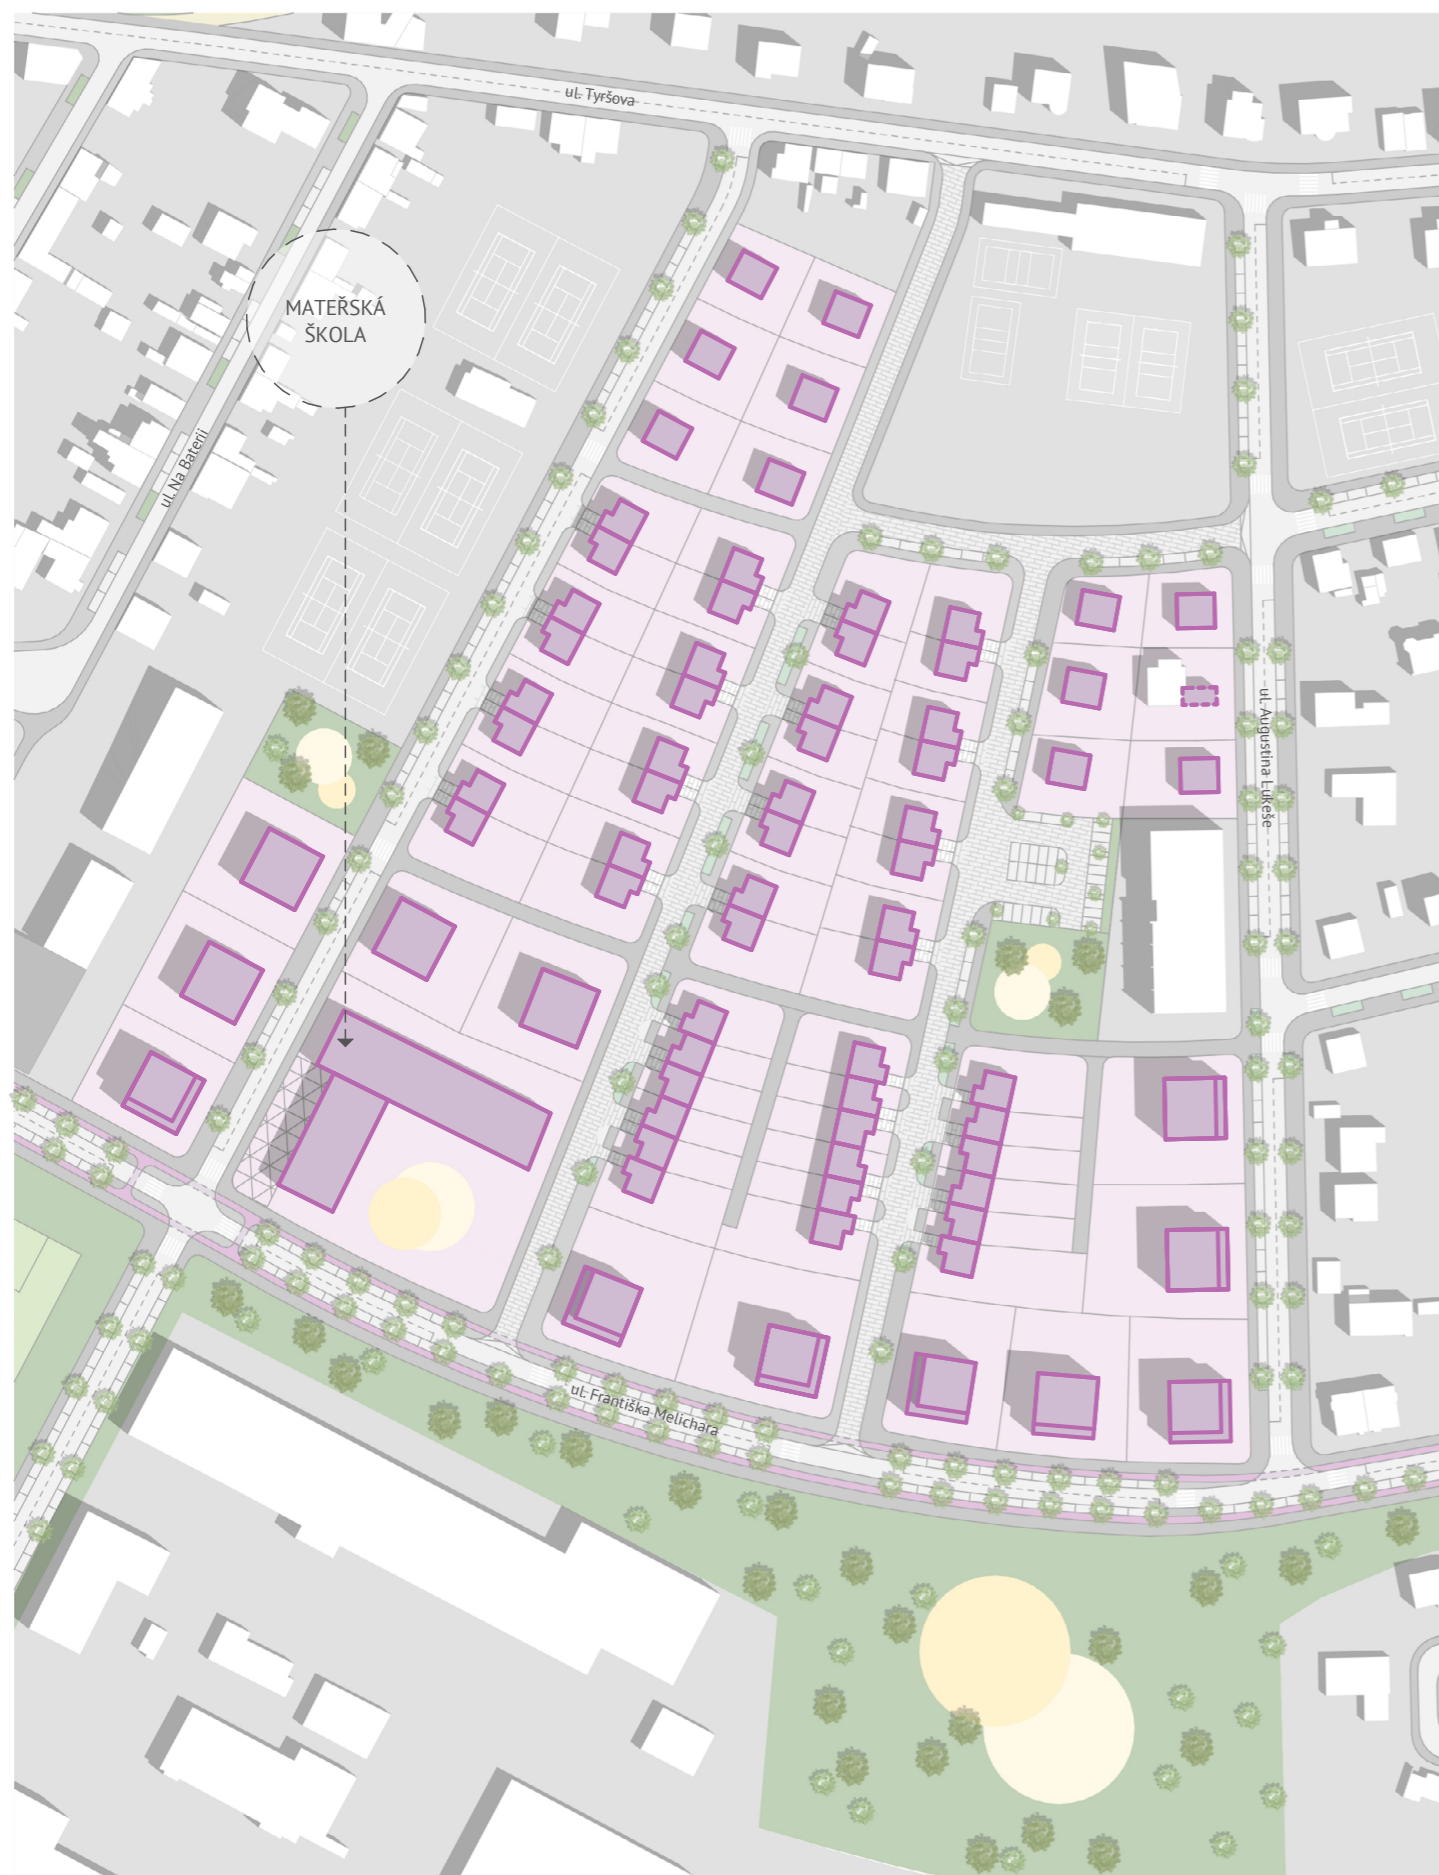 ul. Tyršova
MATEŘSKÁ
ŠKOLA
ul. Na Baterii
ul. Augustina Lukeše
ul. Františka Melichara